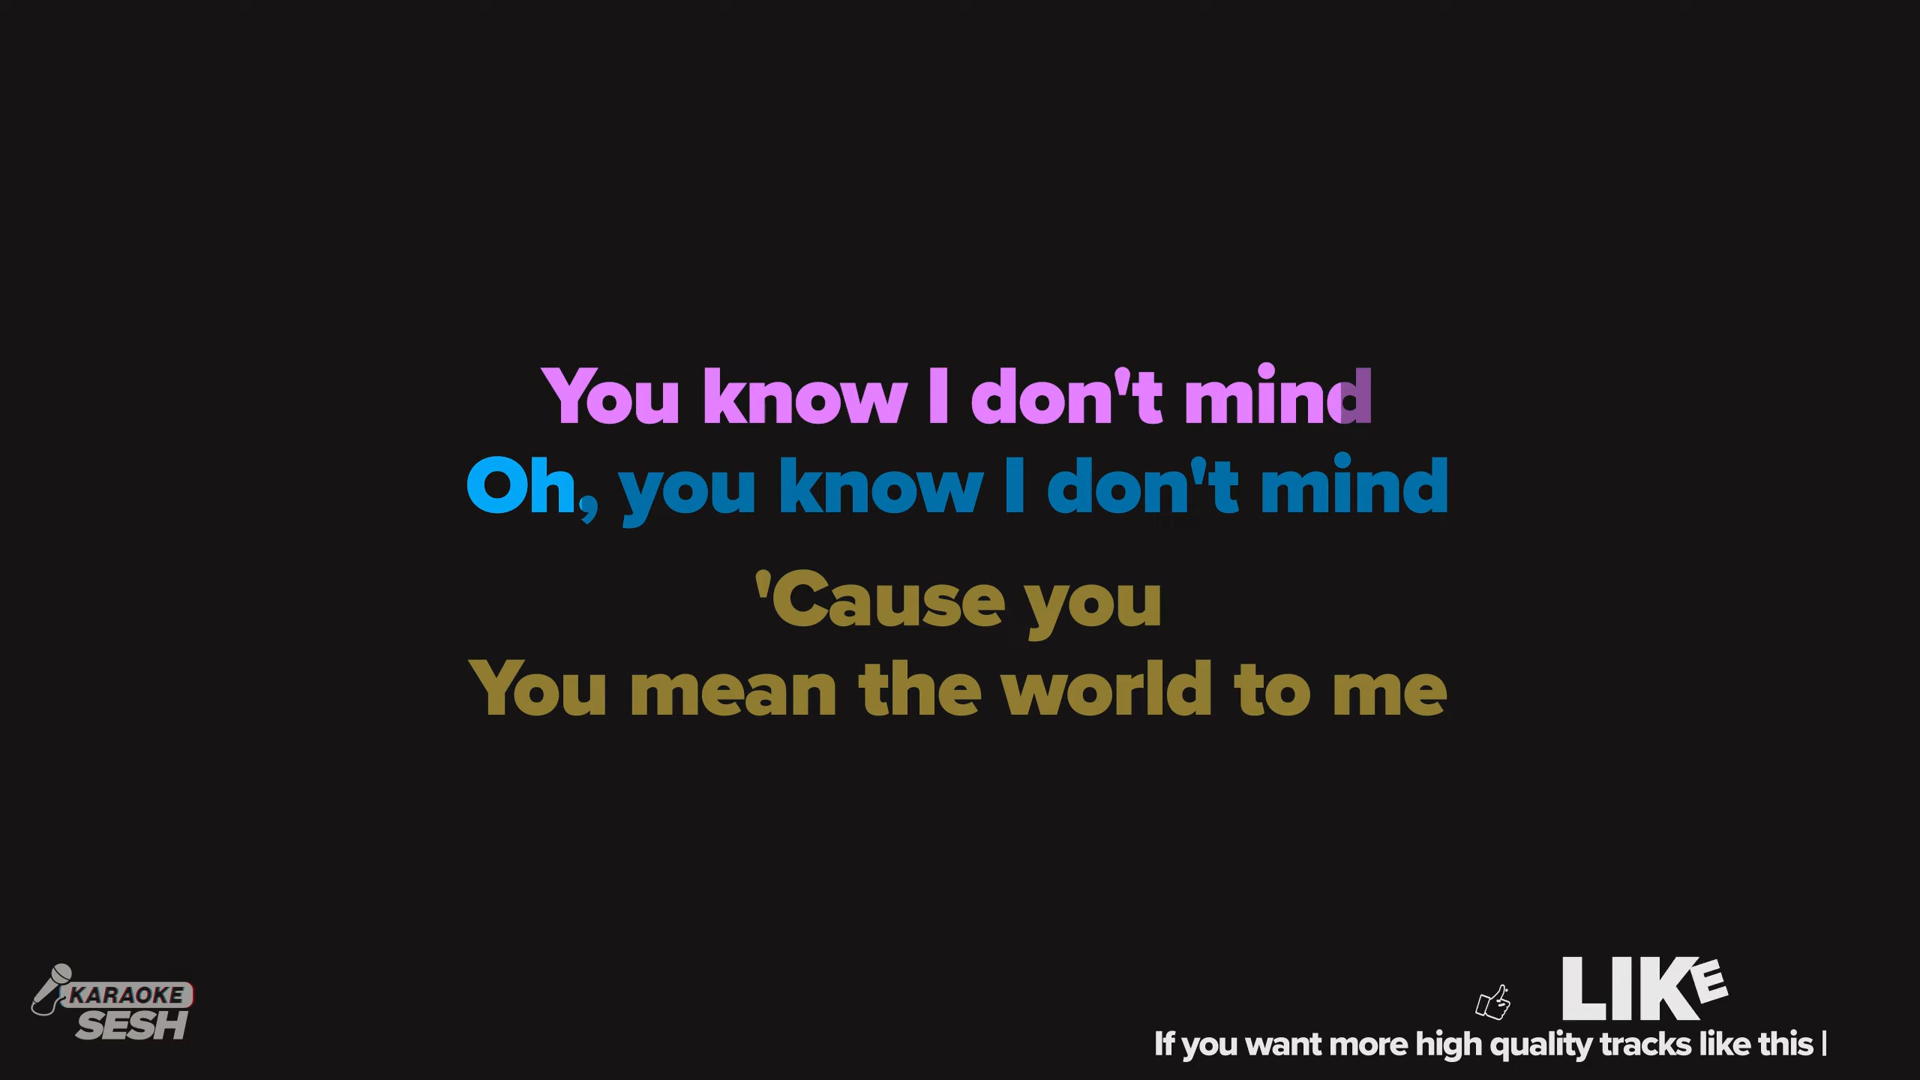 You know I don't mind
Oh, you know I don't mind
'Cause you
You mean the world to me
KARAOKE
SESH
LIKE
If you want more high quality tracks like this |